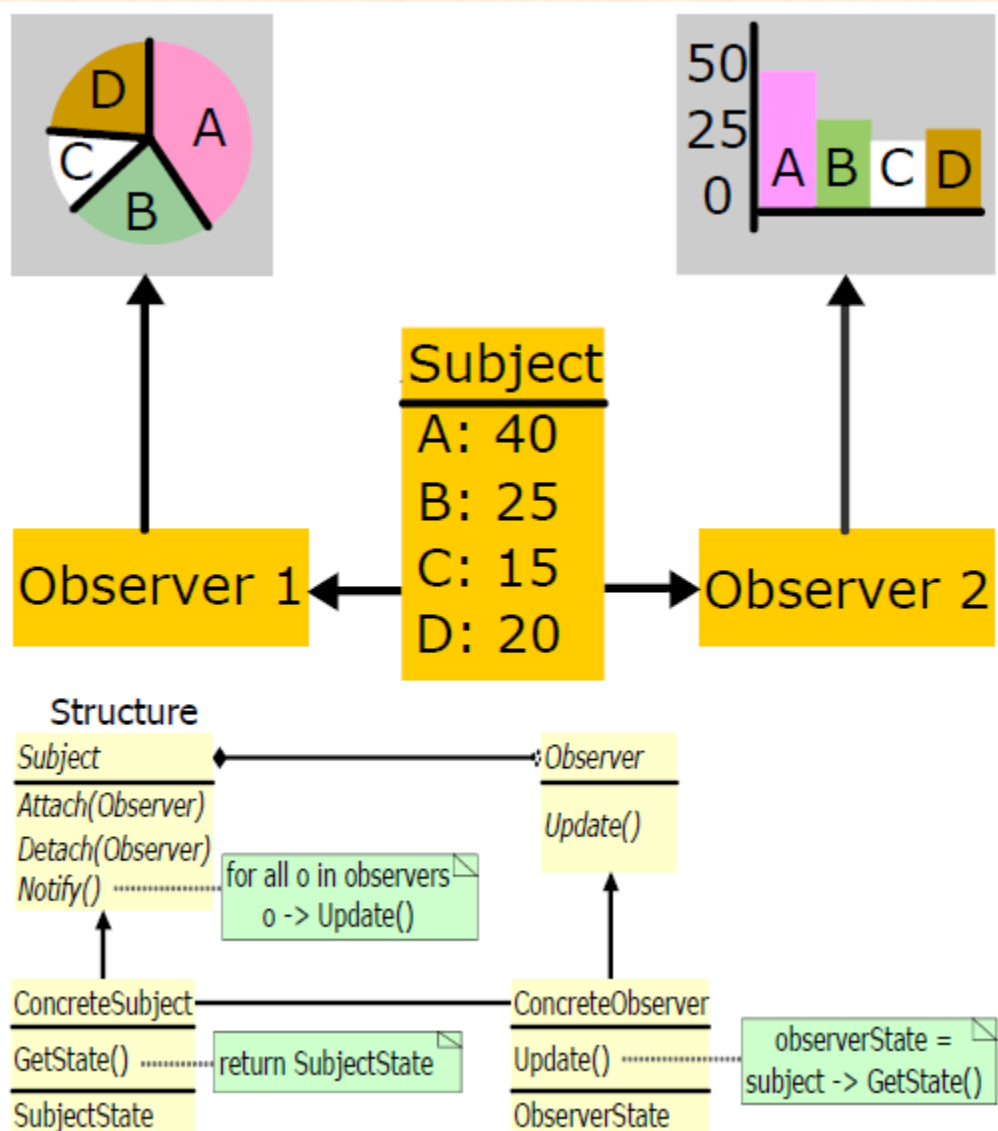 D
A
C
B
50
25
0
A B C D
Subject
A: 40
B: 25
C: 15
D: 20
Observer 1
Observer 2
Structure
Subject
Attach(Observer)
Detach(Observer)
Notify()
for all o in observers
o -> Update()
Observer
Update()
ConcreteSubject
GetState()
return SubjectState
SubjectState
ConcreteObserver
Update()
observerState =
subject -> GetState()
ObserverState